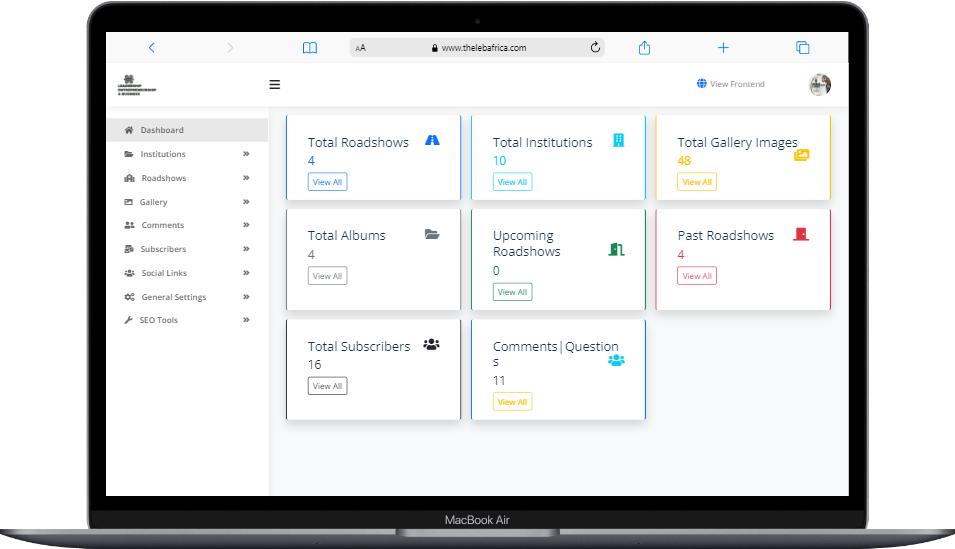 AA
www.thelebafrica.com
LEADERSHIP
ENTREPRENEURSHIP
& BUSINESS
View Frontend
Dashboard
Institutions
Roadshows
Gallery
Comments
Subscribers
Social Links
General Settings
SEO Tools
Total Roadshows
4
View All
Total Institutions
10
View All
Total Gallery Images
48
View All
Total Albums
4
View All
Upcoming
Roadshows
0
View All
Past Roadshows
4
View All
Total Subscribers
16
View All
Comments|Question
s
11
View All
MacBook Air